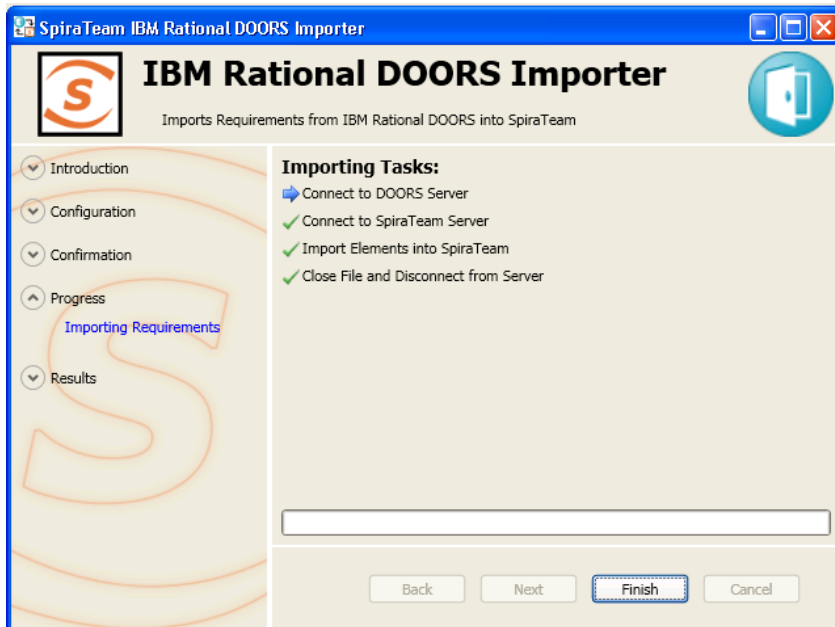 SpiraTeam IBM Rational DOORS Importer
IBM Rational DOORS Importer
Imports Requirements from IBM Rational DOORS into SpiraTeam
Introduction
Configuration
Confirmation
Progress
Importing Requirements
Results
Importing Tasks:
Connect to DOORS Server
Connect to SpiraTeam Server
Import Elements into SpiraTeam
Close File and Disconnect from Server
Back
Next
Finish
Cancel